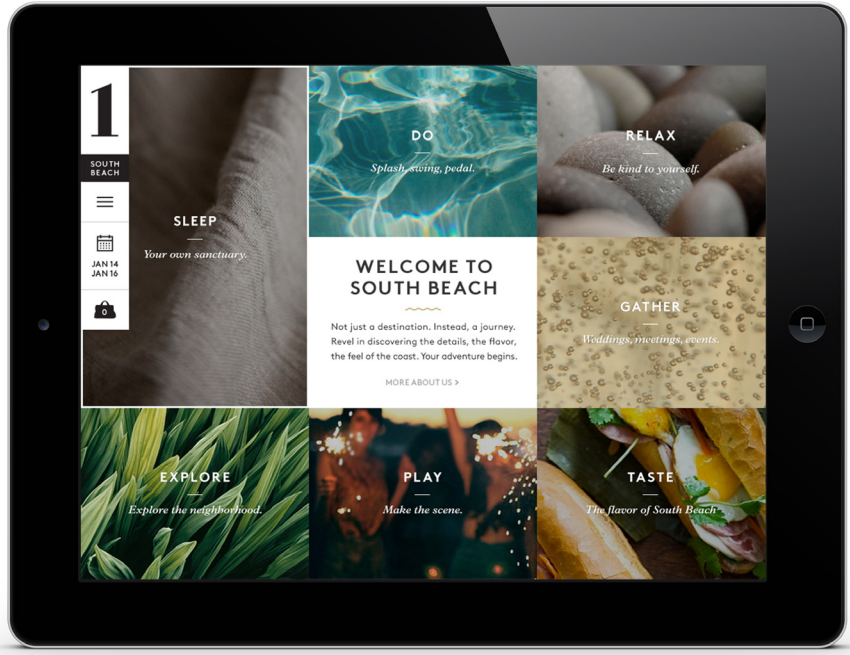 1
SOUTH
BEACH
JAN 14
JAN 16
0
SLEEP
Your own sanctuary.
DO
Splash, swing, pedal.
RELAX
Be kind to yourself.
WELCOME TO
SOUTH BEACH
Not just a destination. Instead, a journey.
Revel in discovering the details, the flavor,
the feel of the coast. Your adventure begins.
MORE ABOUT US >
GATHER
Weddings, meetings, events.
EXPLORE
Explore the neighborhood.
PLAY
Make the scene.
TASTE
The flavor of South Beach